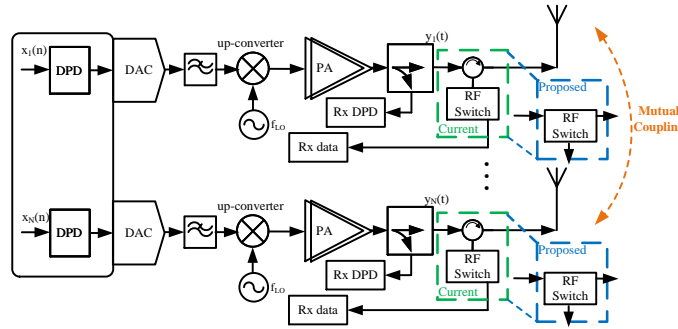 x1(n)
DPD
DAC
up-converter
fLO
PA
y1(t)
Rx DPD
Rx data
RF
Switch
Current
Proposed
RF
Switch
Mutual
Coupling
xN(n)
DPD
DAC
up-converter
fLO
PA
yN(t)
Rx DPD
Rx data
RF
Switch
Current
Proposed
RF
Switch